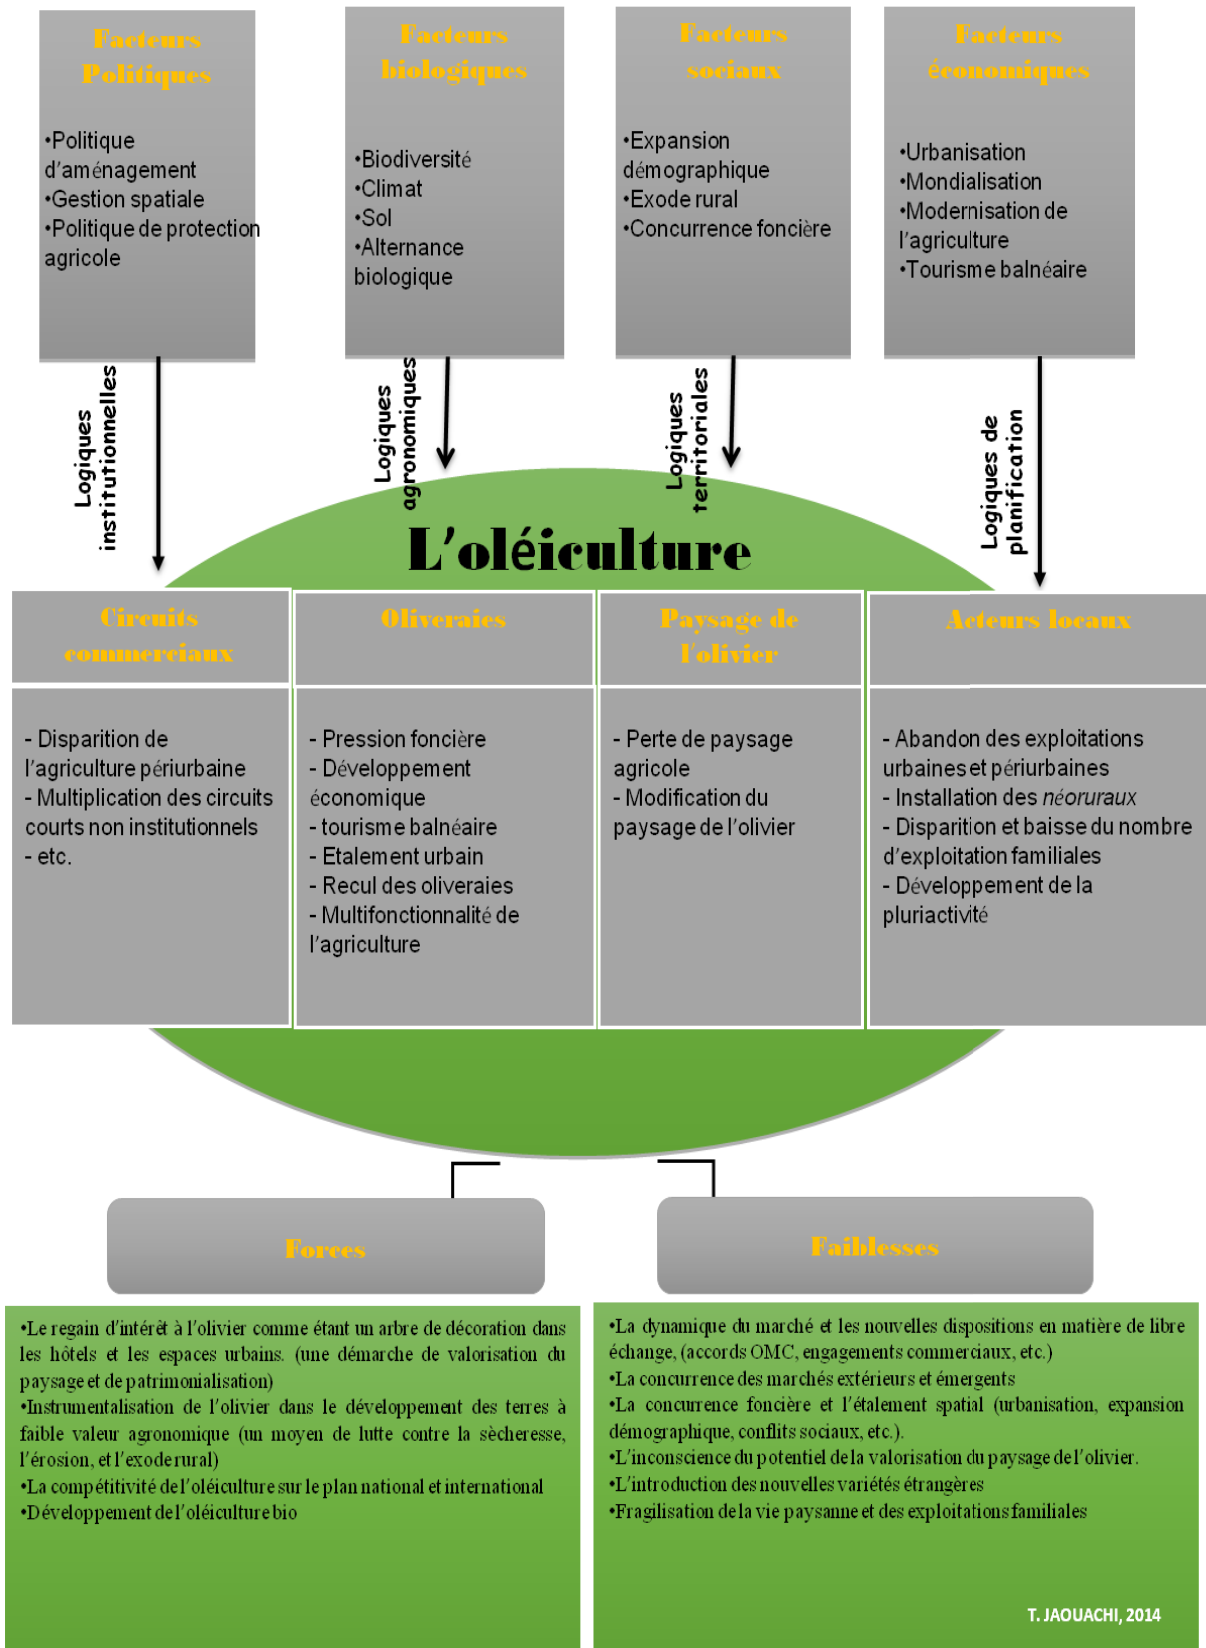 Facteurs
Politiques
•Politique
d'aménagement
•Gestion spatiale
•Politique de protection
agricole
Facteurs
biologiques
•Biodiversité
•Climat
•Sol
•Alternance
biologique
Facteurs
sociaux
•Expansion
démographique
•Exode rural
•Concurrence foncière
Facteurs
économiques
•Urbanisation
•Mondialisation
•Modernisation de
l'agriculture
•Tourisme balnéaire
Logiques
institutionnelles
Logiques
agronomiques
Logiques
territoriales
Logiques de
planification
L'oléiculture
Circuits
commerciaux
- Disparition de
l'agriculture périurbaine
- Multiplication des circuits
courts non institutionnels
- etc.
Oliveraies
- Pression foncière
- Développement
économique
- tourisme balnéaire
- Etalement urbain
- Recul des oliveraies
- Multifonctionnalité de
l'agriculture
Paysage de
l'olivier
- Perte de paysage
agricole
- Modification du
paysage de l'olivier
Acteurs locaux
- Abandon des exploitations
urbaines et périurbaines
- Installation des néoruraux
- Disparition et baisse du nombre
d'exploitation familiales
- Développement de la
pluriactivité
Forces
•Le regain d'intérêt à l'olivier comme étant un arbre de décoration dans
les hôtels et les espaces urbains. (une démarche de valorisation du
paysage et de patrimonialisation)
•Instrumentalisation de l'olivier dans le développement des terres à
faible valeur agronomique (un moyen de lutte contre la sècheresse,
l'érosion, et l'exode rural)
•La compétitivité de l'oléiculture sur le plan national et international
•Développement de l'oléiculture bio
Faiblesses
•La dynamique du marché et les nouvelles dispositions en matière de libre
échange, (accords OMC, engagements commerciaux, etc.)
•La concurrence des marchés extérieurs et émergents
•La concurrence foncière et l'étalement spatial (urbanisation, expansion
démographique, conflits sociaux, etc.).
•L'inconscience du potentiel de la valorisation du paysage de l'olivier.
•L'introduction des nouvelles variétés étrangères
•Fragilisation de la vie paysanne et des exploitations familiales
T. JAOUACHI, 2014